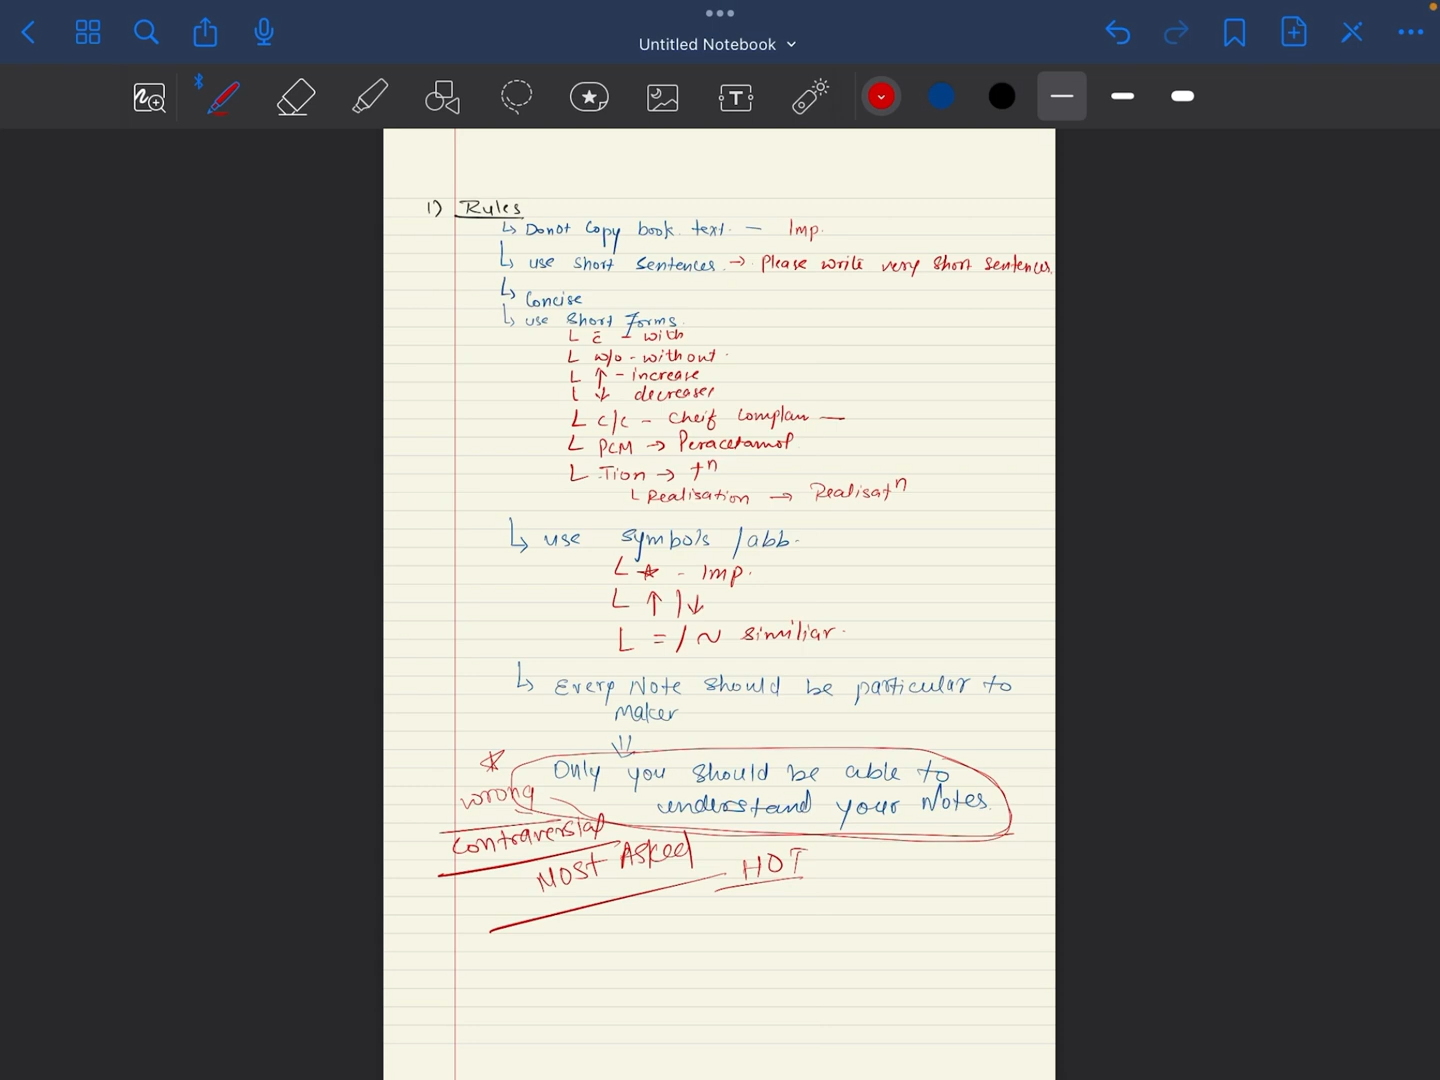 Untitled Notebook
1) Rules
↳ Donot Copy book text. — Imp.
↳ use short sentences. → Please write very short sentences.
↳ Concise
↳ use short Forms.
L c̄ - with
L w/o - without.
L ↑ - increase
L ↓ decreases
L c/c - Cheif Complan —
L PCM → Peracetamol
L -Tion → tⁿ
L Realisation → Realisatⁿ
↳ use symbols / abb.
L ★ - Imp.
L ↑ / ↓
L = / ~ similiar.
↳ Every Note should be particular to
Maker
⇓
Only you should be able to
understand your Notes.
★
wrong
Contraversial
MOST Asked
HOT